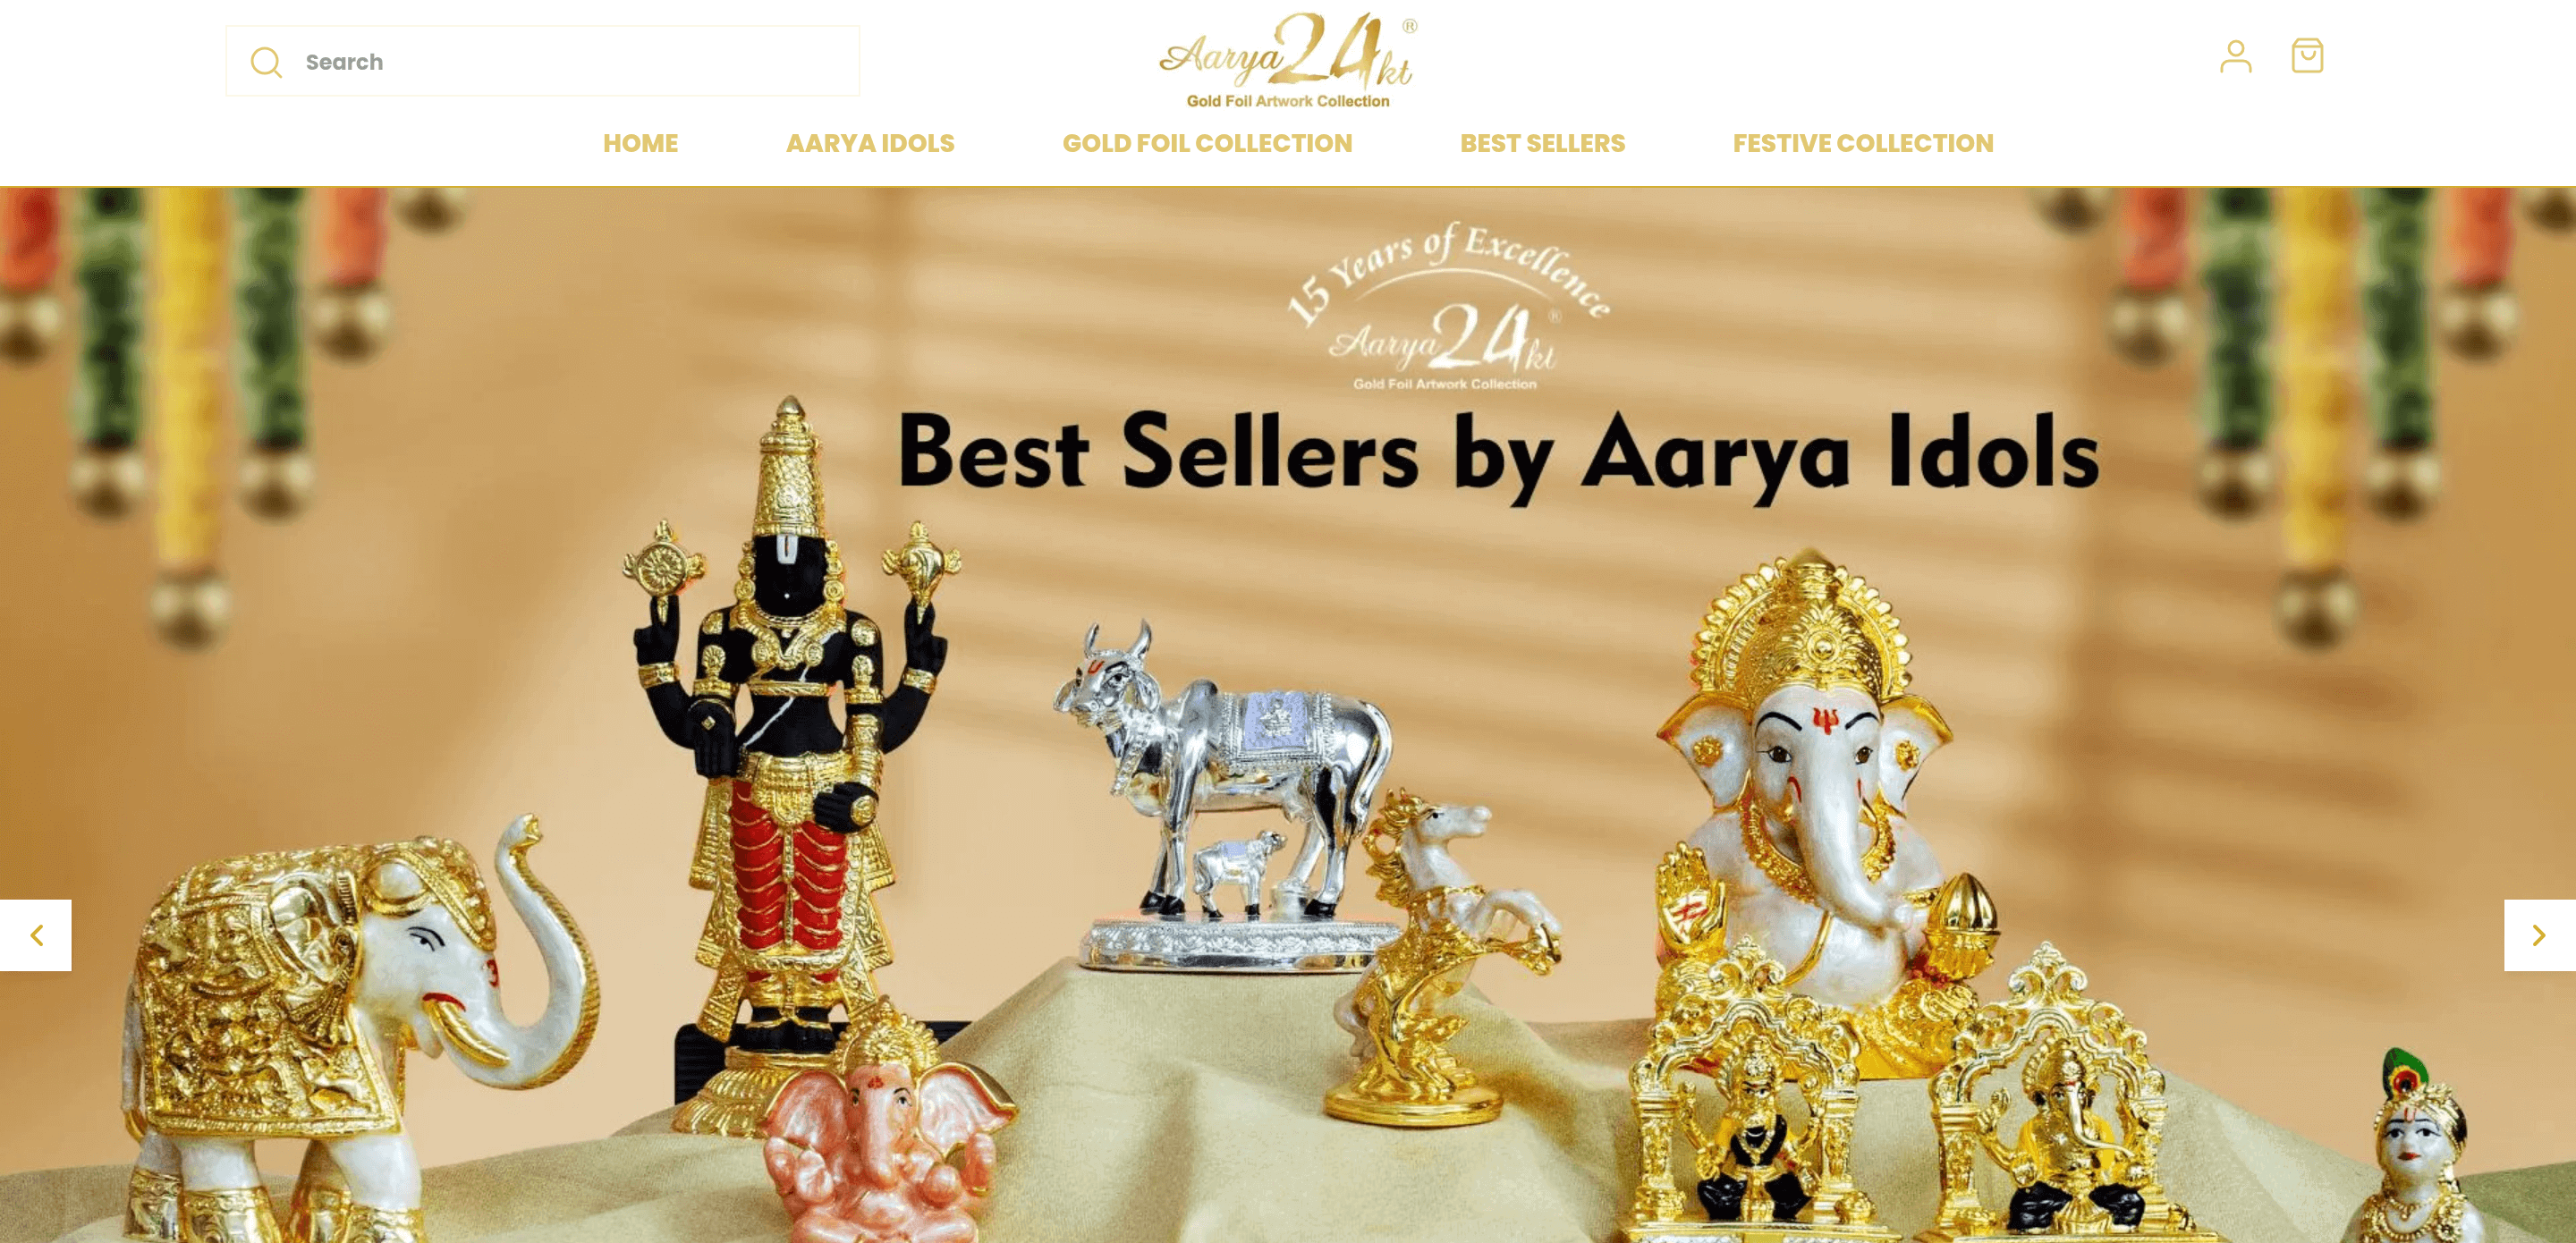 Search
Aarya24kt®
Gold Foil Artwork Collection
HOME AARYA IDOLS GOLD FOIL COLLECTION BEST SELLERS FESTIVE COLLECTION
15 Years of Excellence
Aarya24kt®
Gold Foil Artwork Collection
Best Sellers by Aarya Idols